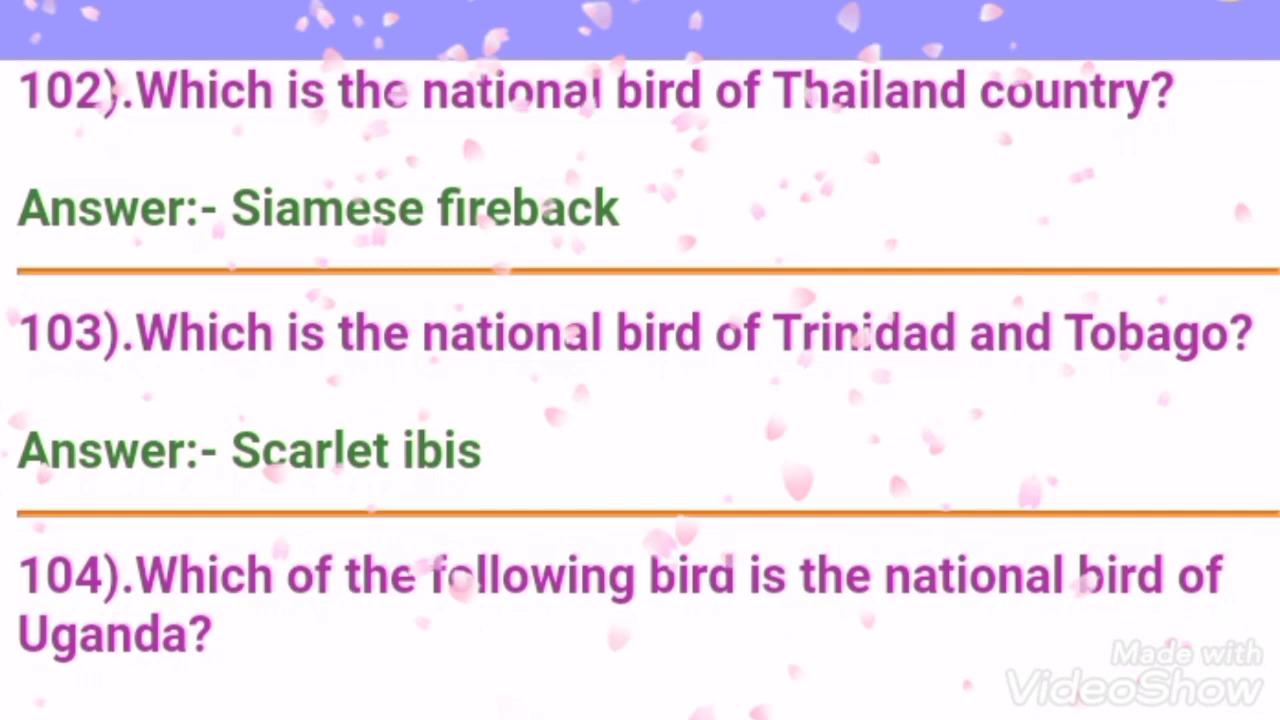 102).Which is the national bird of Thailand country?
Answer:- Siamese fireback
103).Which is the national bird of Trinidad and Tobago?
Answer:- Scarlet ibis
104).Which of the following bird is the national bird of
Uganda?
Made with
VideoShow